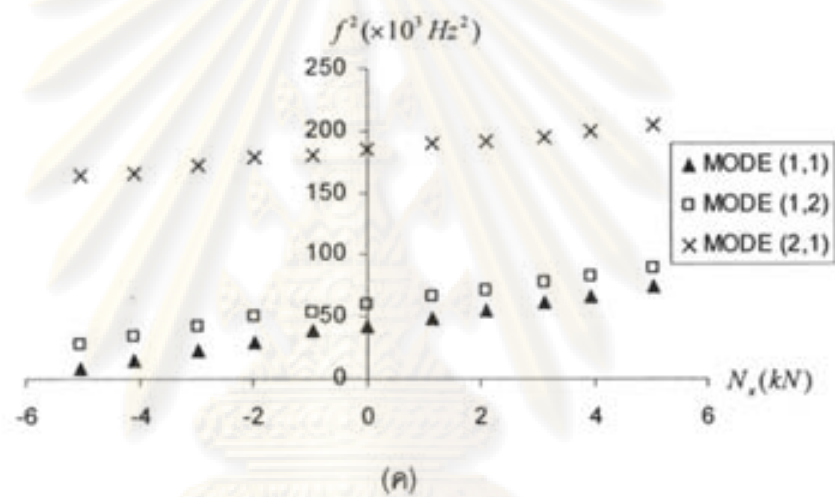 f² (×10³ Hz²)
250
200
150
100
50
0
-6 -4 -2 0 2 4 6
Nₓ (kN)
▲ MODE (1,1)
□ MODE (1,2)
× MODE (2,1)
(ค)